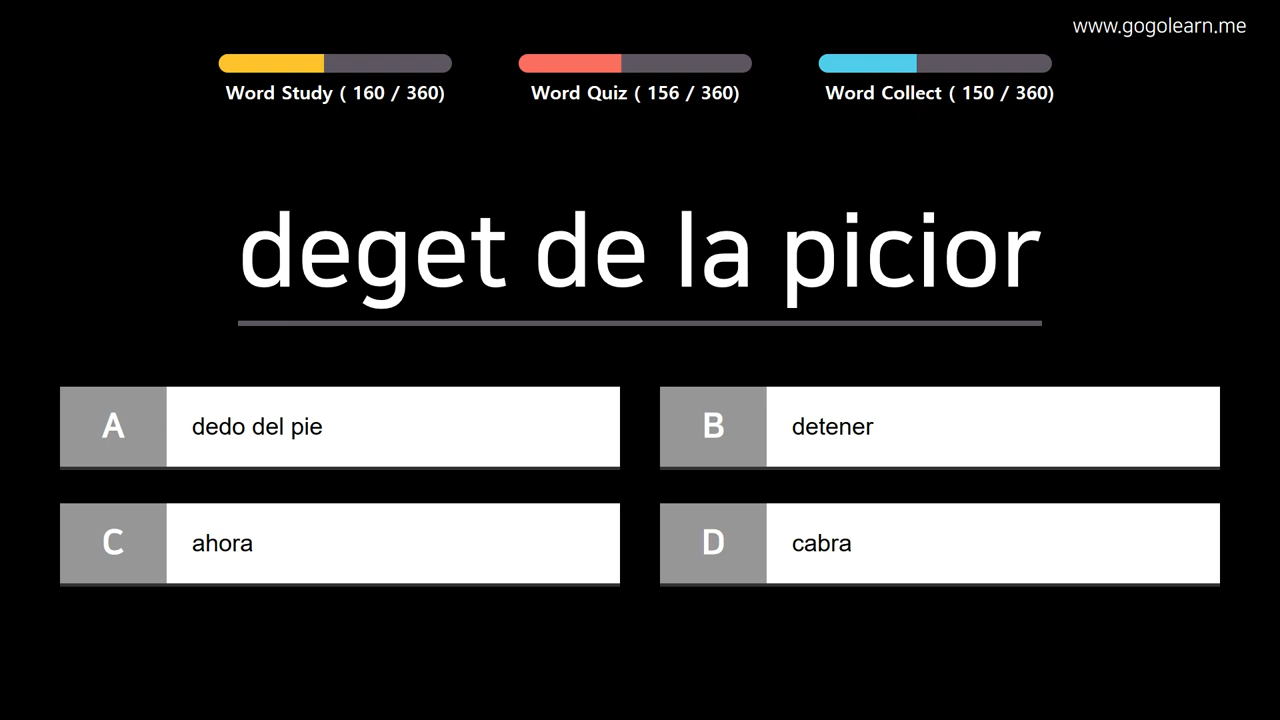 www.gogolearn.me
Word Study ( 160 / 360)
Word Quiz ( 156 / 360)
Word Collect ( 150 / 360)
deget de la picior
A dedo del pie
B detener
C ahora
D cabra